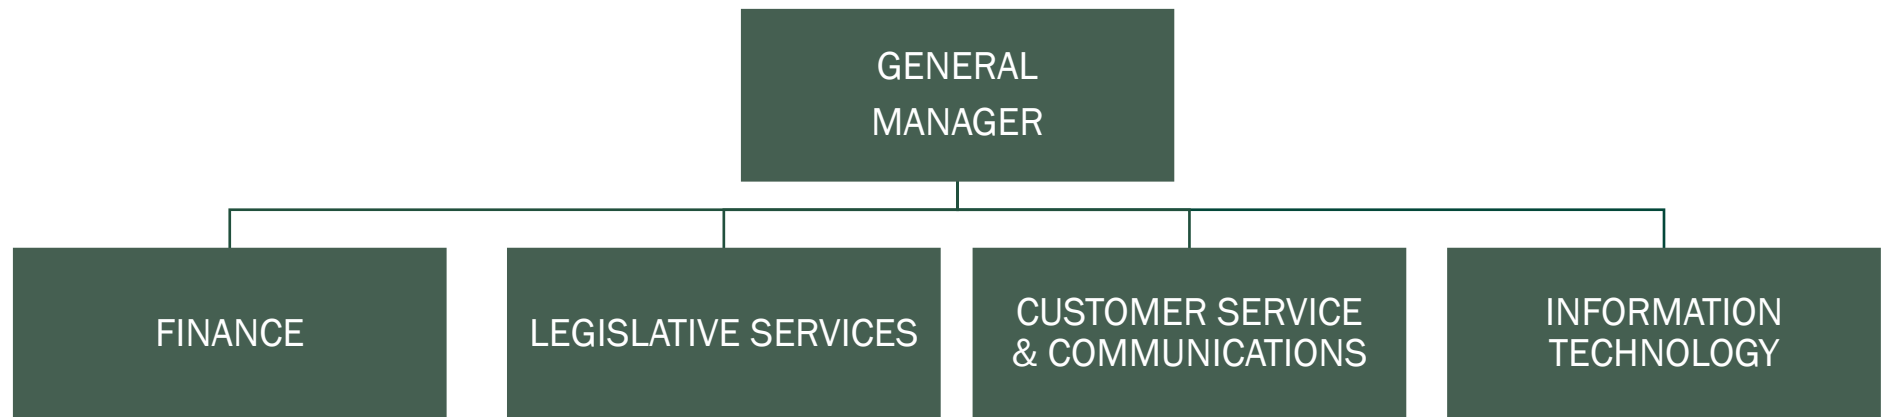 GENERAL
MANAGER
FINANCE
LEGISLATIVE SERVICES
CUSTOMER SERVICE
& COMMUNICATIONS
INFORMATION
TECHNOLOGY